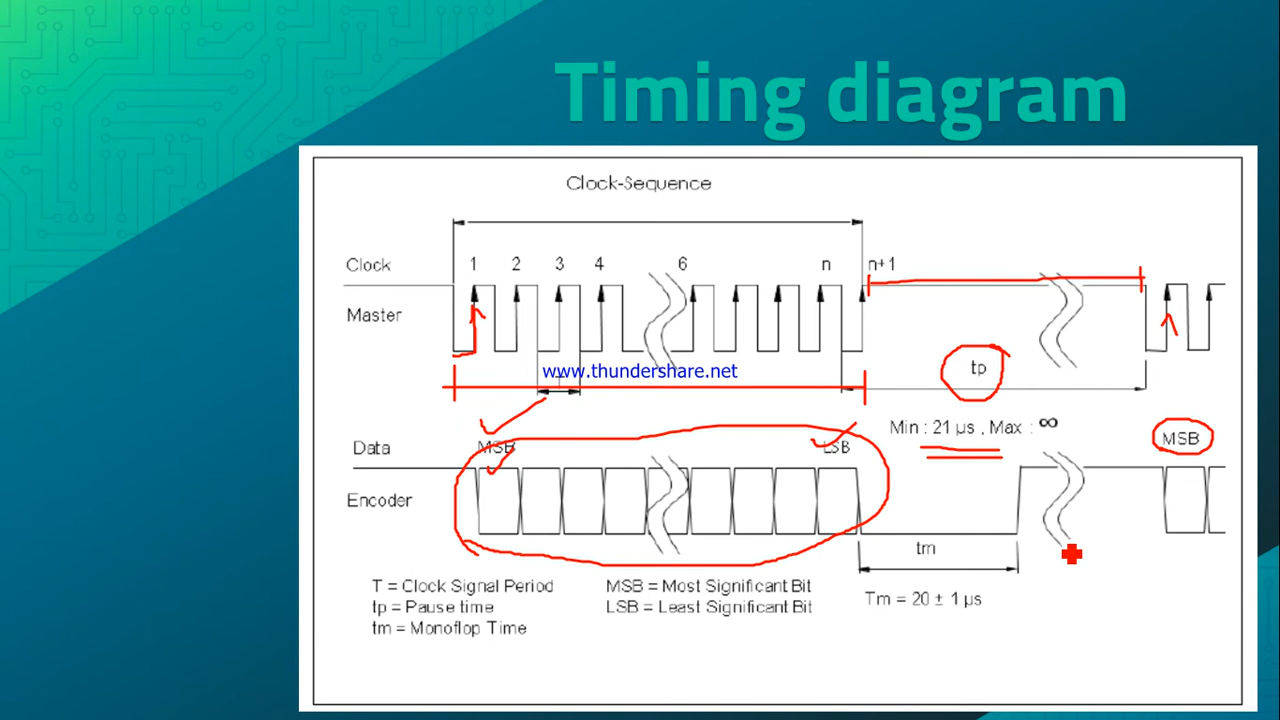 Timing diagram
Clock-Sequence
Clock 1 2 3 4 6 n n+1
Master
www.thundershare.net
tp
Min : 21 µs , Max : ∞
Data MSB LSB MSB
Encoder
tm
T = Clock Signal Period
tp = Pause time
tm = Monoflop Time
MSB = Most Significant Bit
LSB = Least Significant Bit
Tm = 20 ± 1 µs